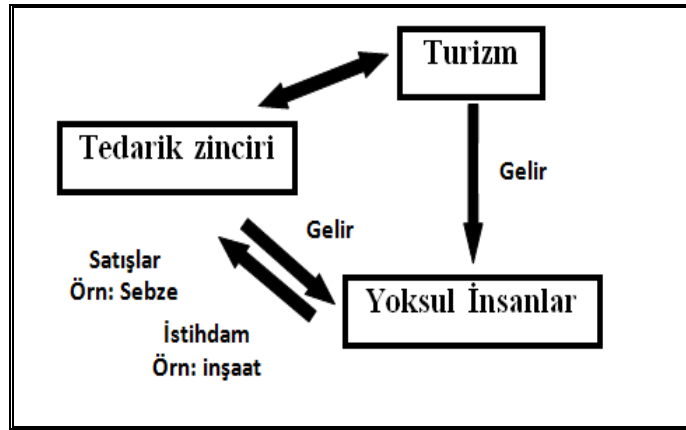 Turizm
Tedarik zinciri
Gelir
Gelir
Satışlar
Örn: Sebze
Yoksul İnsanlar
İstihdam
Örn: inşaat